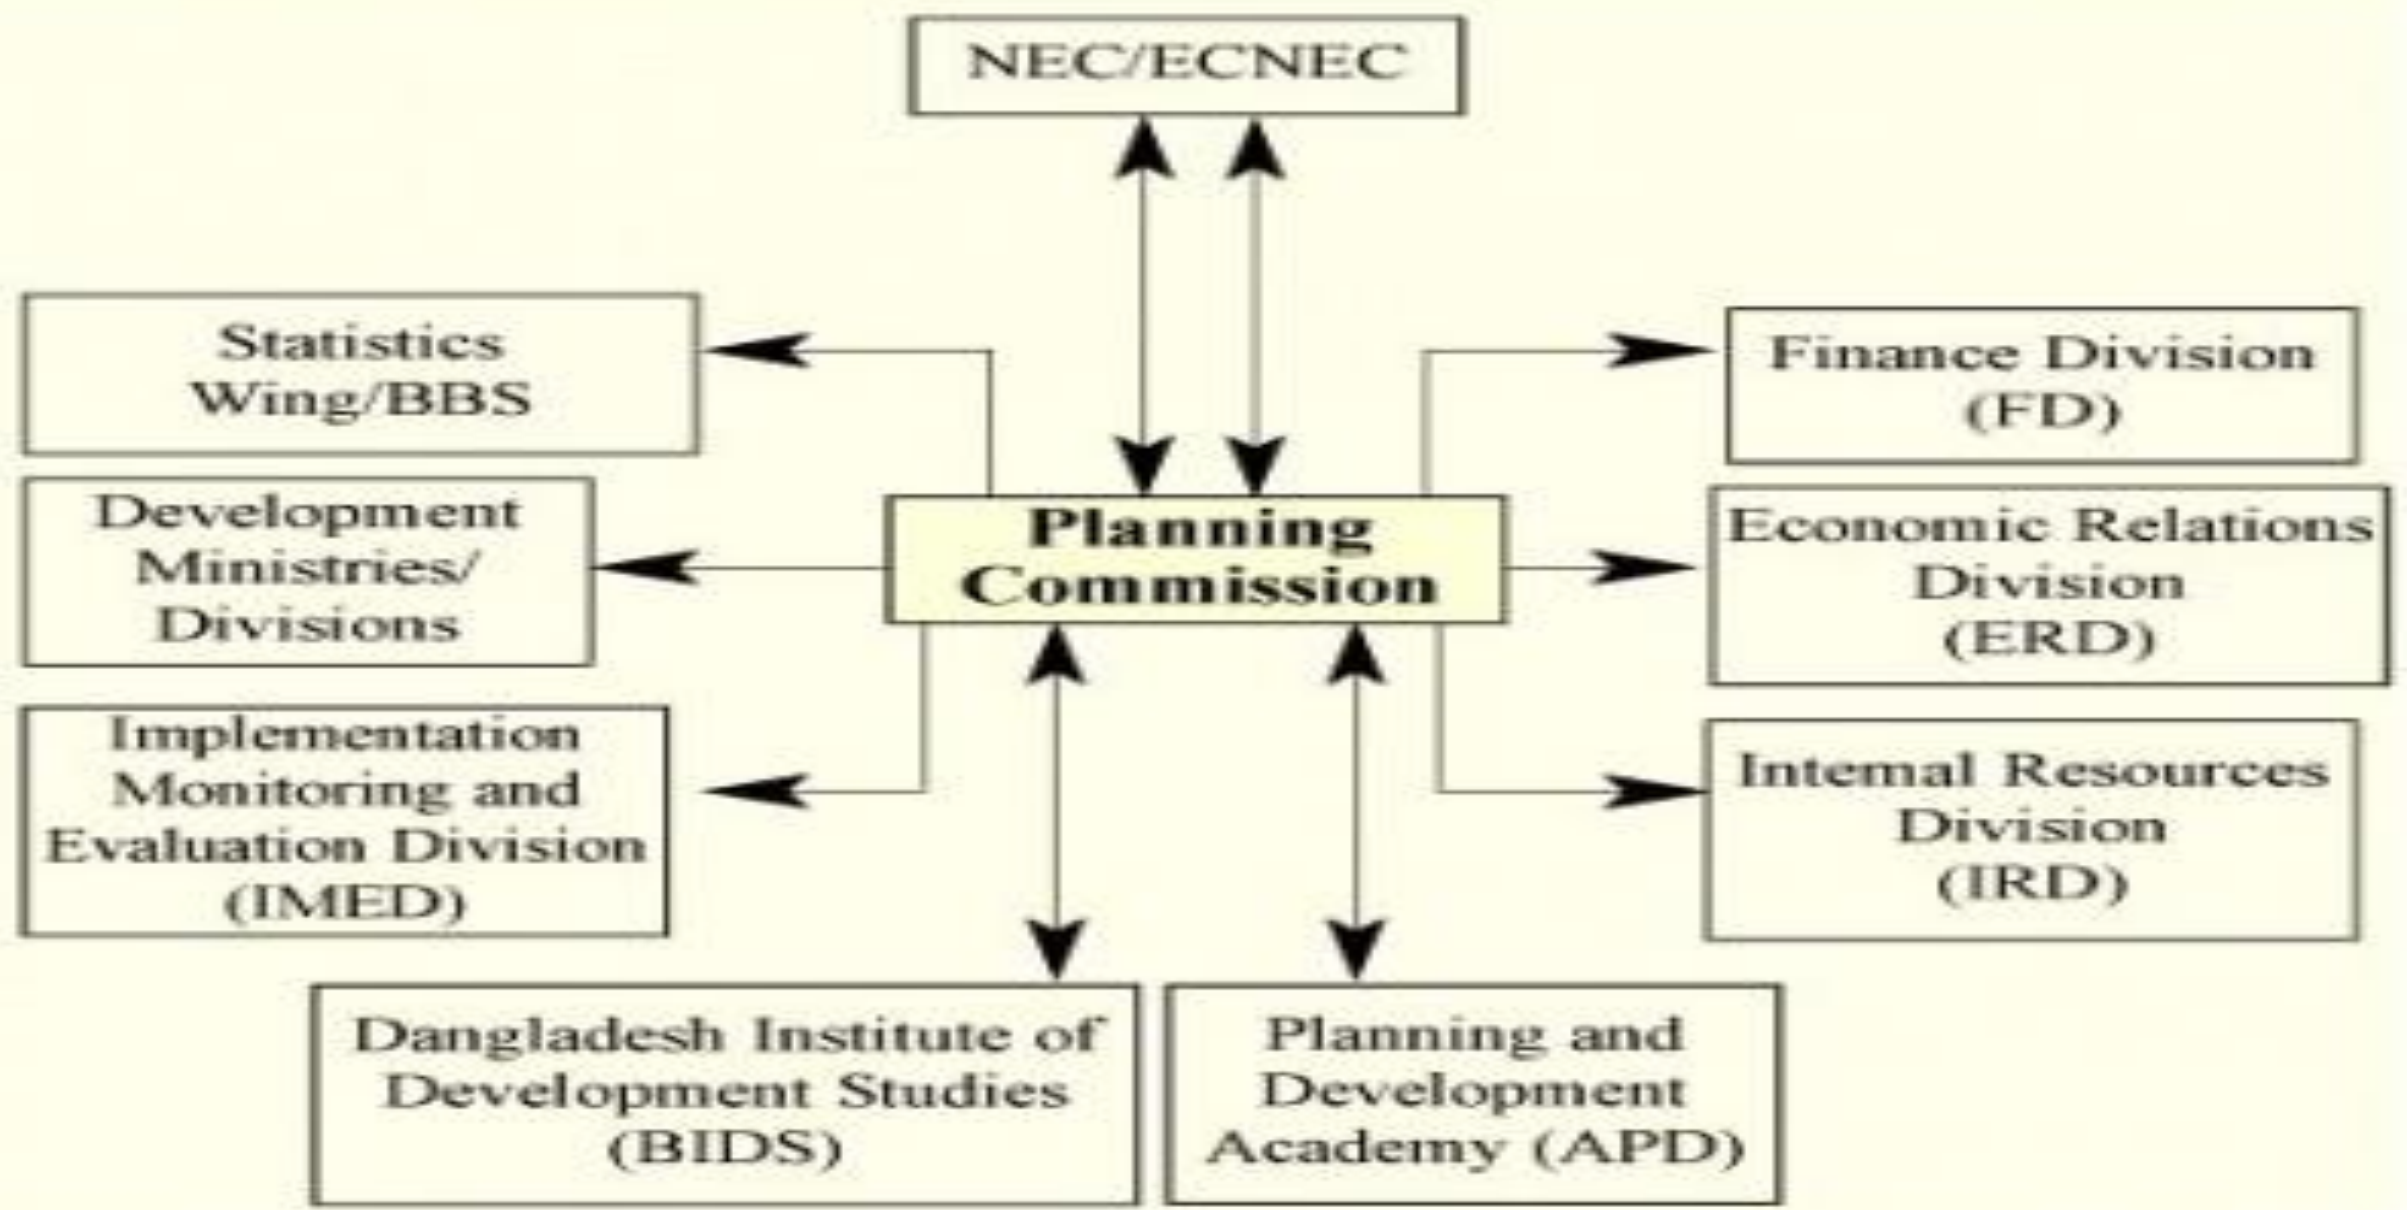 NEC/ECNEC
Statistics
Wing/BBS
Finance Division
(FD)
Development
Ministries/
Divisions
Planning
Commission
Economic Relations
Division
(ERD)
Implementation
Monitoring and
Evaluation Division
(IMED)
Internal Resources
Division
(IRD)
Dangladesh Institute of
Development Studies
(BIDS)
Planning and
Development
Academy (APD)